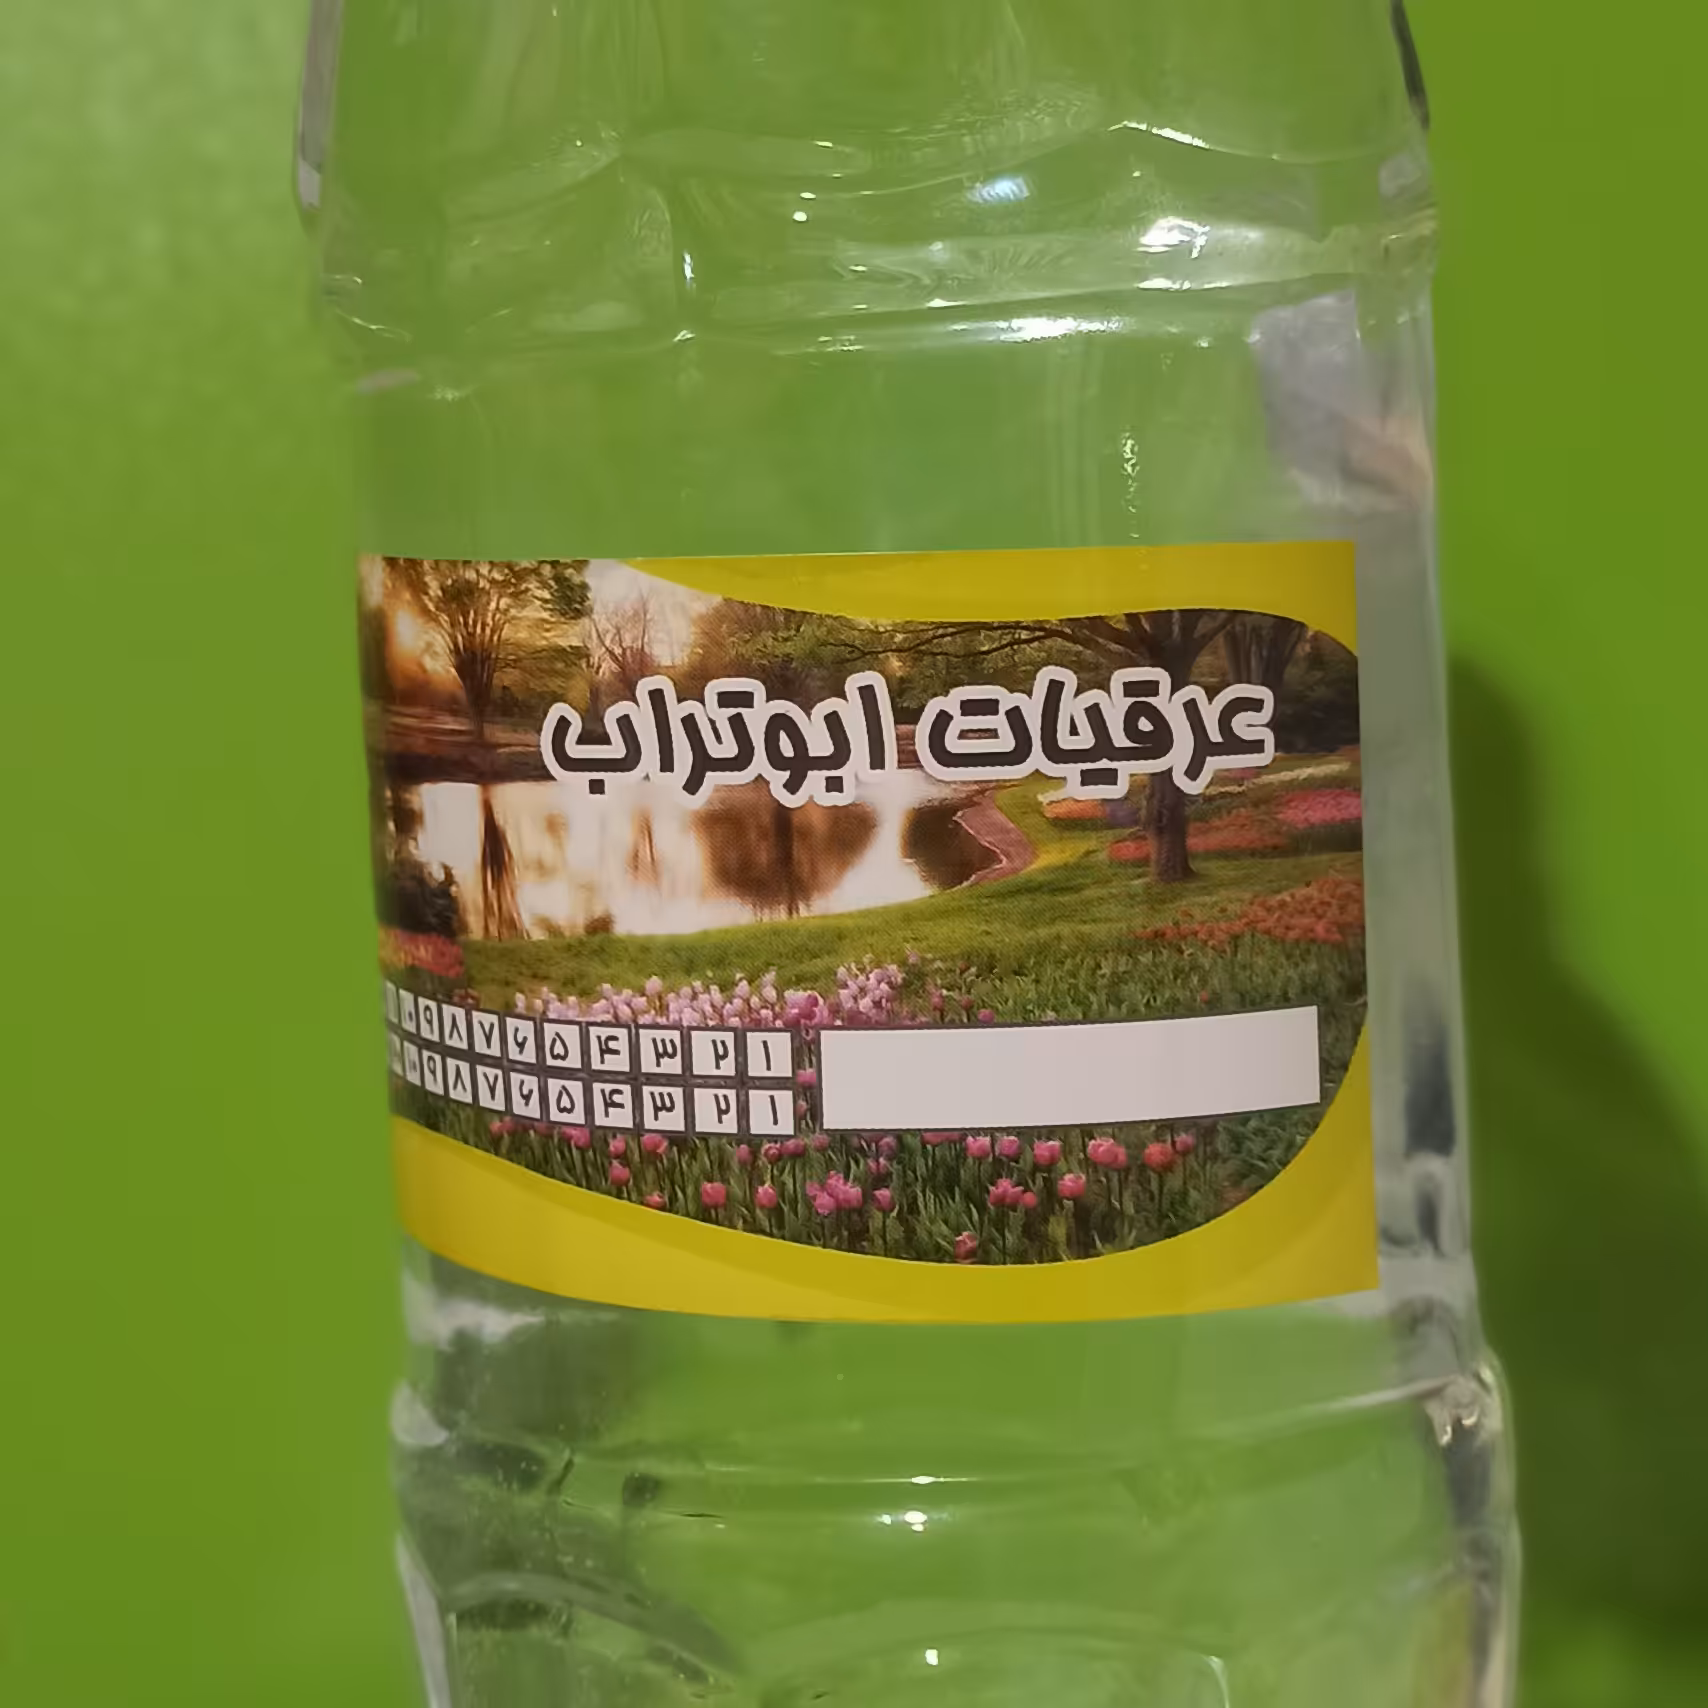 عرقیات ابوتراب
۱ ۲ ۳ ۴ ۵ ۶ ۷ ۸ ۹ ۱۰
۱ ۲ ۳ ۴ ۵ ۶ ۷ ۸ ۹ ۱۰